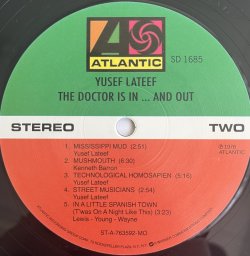 ATLANTIC
SD 1685
YUSEF LATEEF
THE DOCTOR IS IN ... AND OUT
STEREO
TWO
1. MISSISSIPPI MUD (2:51)
Yusef Lateef
2. MUSHMOUTH (6:30)
Kenneth Barron
3. TECHNOLOGICAL HOMOSAPIEN (5:16)
Yusef Lateef
4. STREET MUSICIANS (2:54)
Yusef Lateef
5. IN A LITTLE SPANISH TOWN
('Twas On A Night Like This) (3:23)
Lewis - Young - Wayne
℗ 1976
ATLANTIC
ST-A-763592-MO